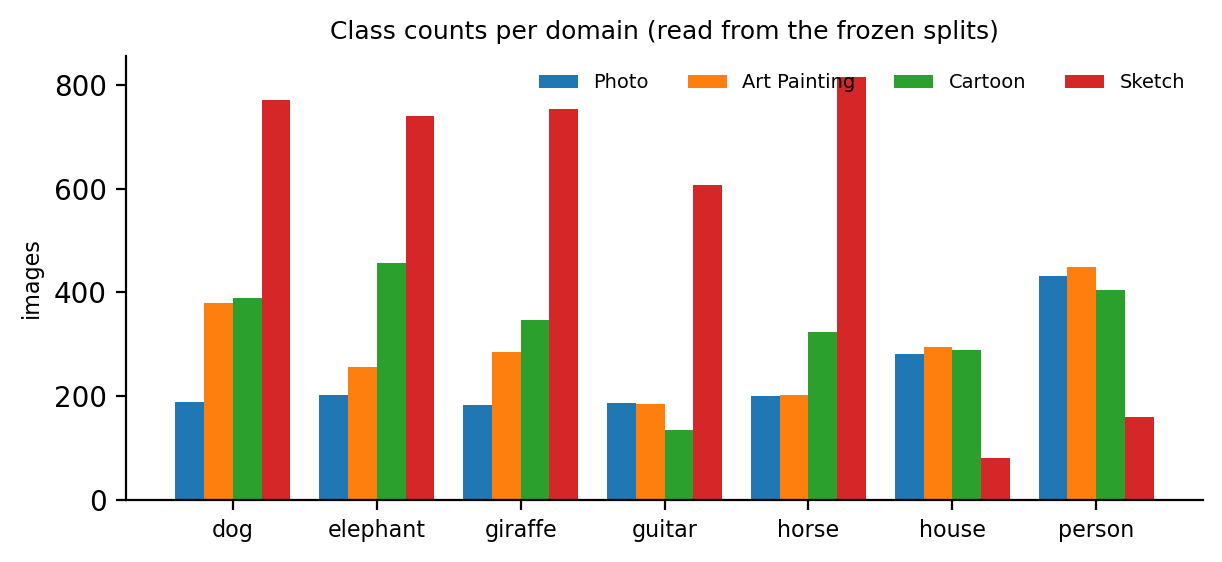 Class counts per domain (read from the frozen splits)
Photo Art Painting Cartoon Sketch
800
600
400
200
0
images
dog elephant giraffe guitar horse house person